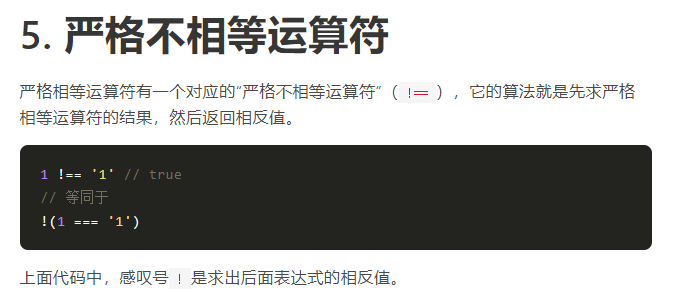 5. 严格不相等运算符
严格相等运算符有一个对应的“严格不相等运算符”（ !== ），它的算法就是先求严格
相等运算符的结果，然后返回相反值。
1 !== '1' // true
// 等同于
!(1 === '1')
上面代码中，感叹号 ! 是求出后面表达式的相反值。